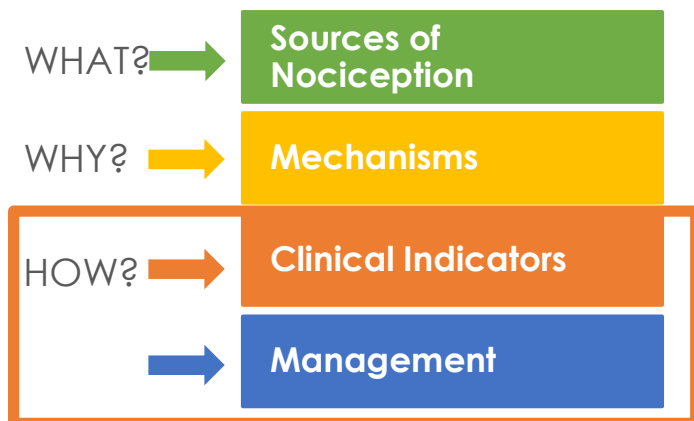 WHAT?
Sources of
Nociception
WHY?
Mechanisms
HOW?
Clinical Indicators
Management